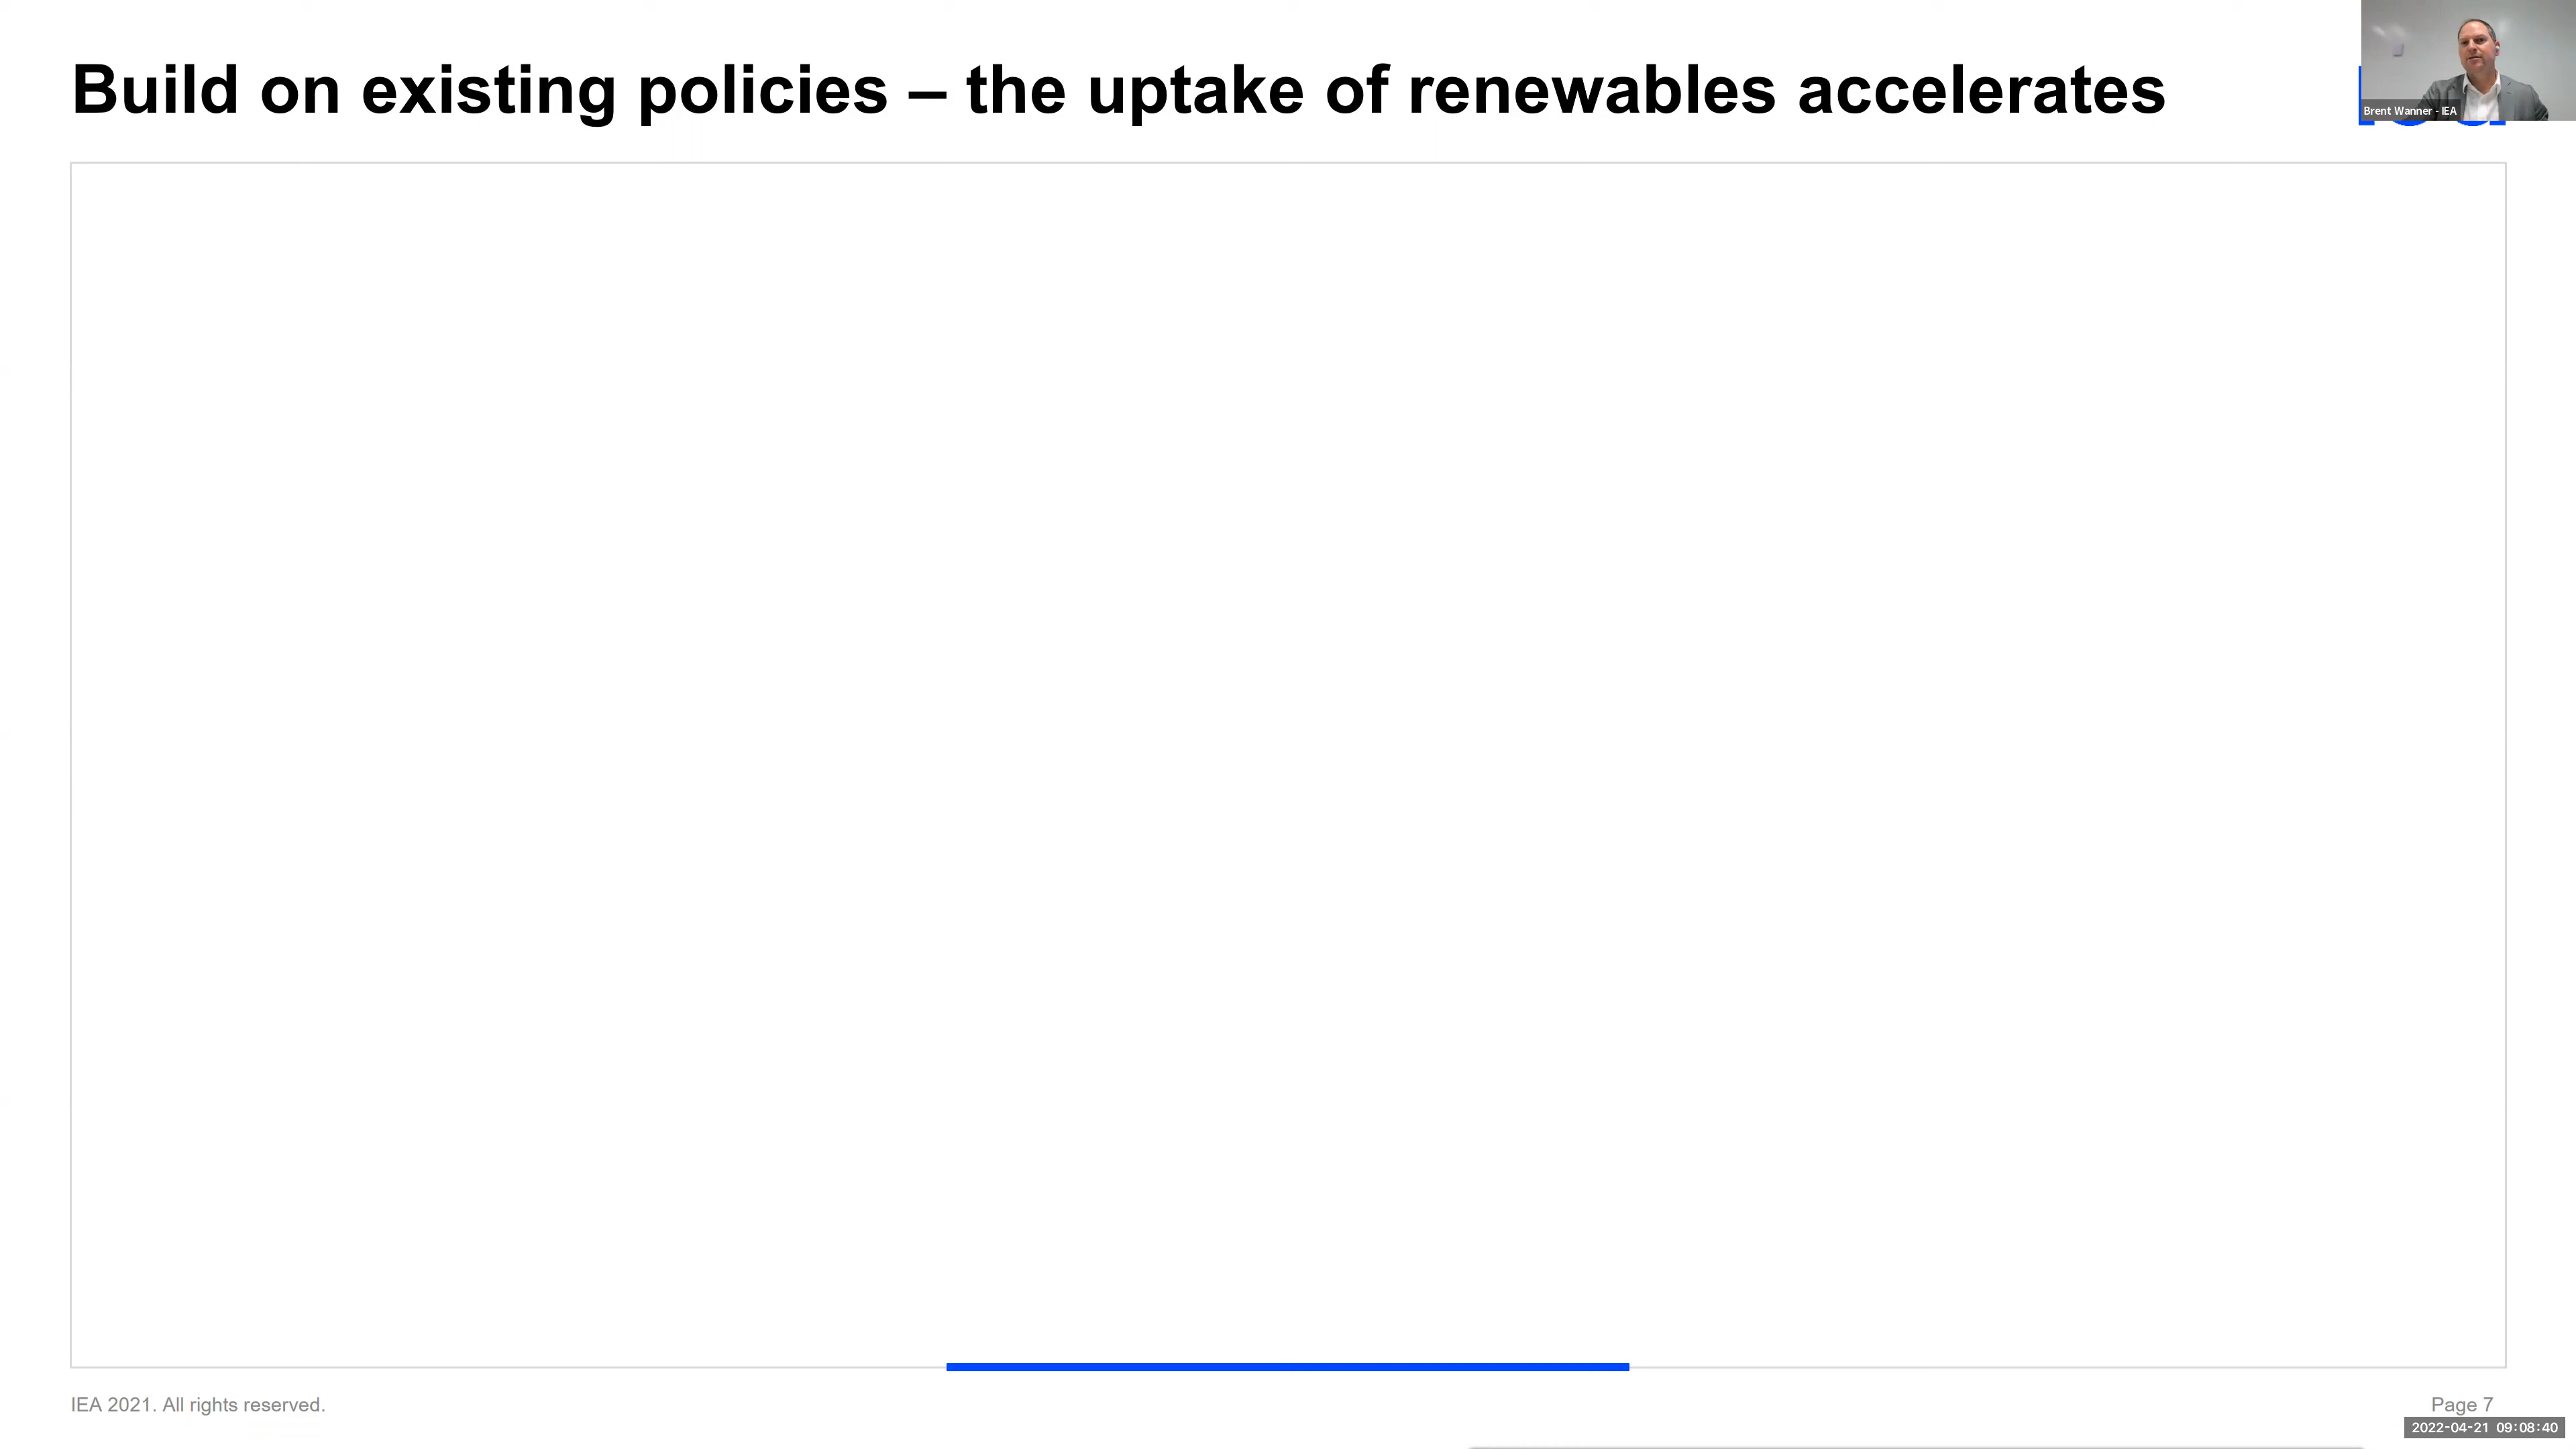 Build on existing policies – the uptake of renewables accelerates
Brent Wanner - IEA
IEA 2021. All rights reserved.
Page 7
2022-04-21 09:08:40